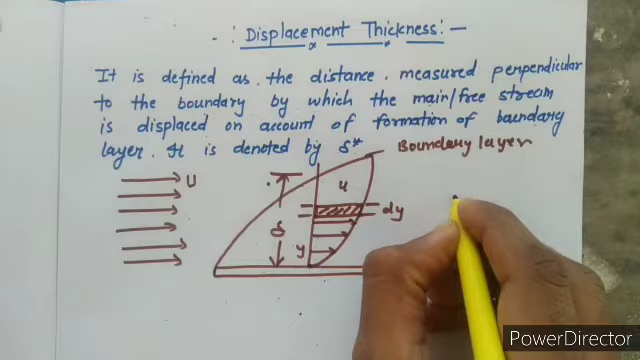 :Displacement Thickness:-
It is defined as the distance measured perpendicular
to the boundary by which the main/free stream
is displaced on account of formation of boundary
layer. It is denoted by δ*
Boundary layer
U
u
dy
δ
y
PowerDirector